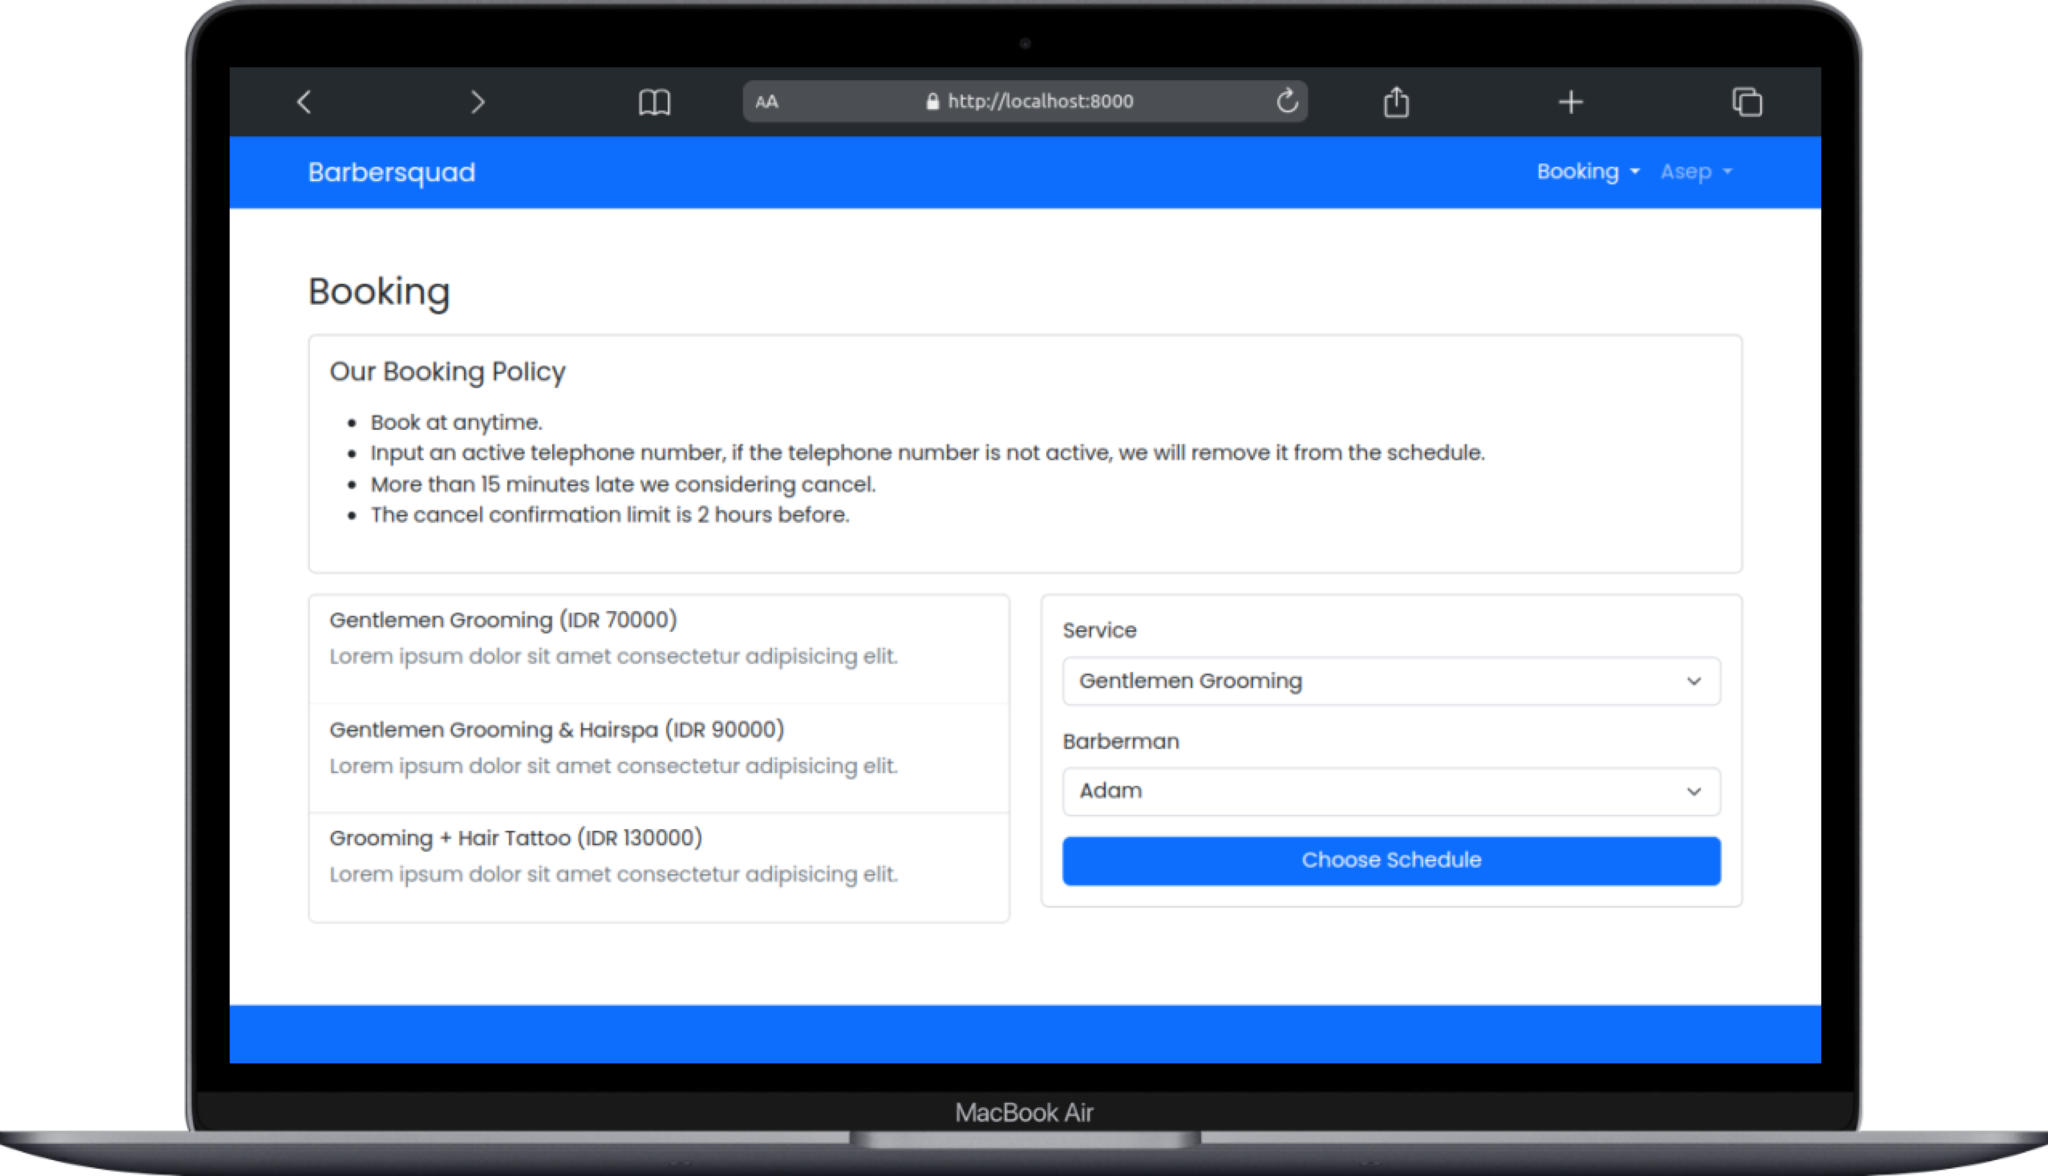 AA http://localhost:8000
Barbersquad
Booking Asep
Booking
Our Booking Policy
Book at anytime.
Input an active telephone number, if the telephone number is not active, we will remove it from the schedule.
More than 15 minutes late we considering cancel.
The cancel confirmation limit is 2 hours before.
Gentlemen Grooming (IDR 70000)
Lorem ipsum dolor sit amet consectetur adipisicing elit.
Gentlemen Grooming & Hairspa (IDR 90000)
Lorem ipsum dolor sit amet consectetur adipisicing elit.
Grooming + Hair Tattoo (IDR 130000)
Lorem ipsum dolor sit amet consectetur adipisicing elit.
Service
Gentlemen Grooming
Barberman
Adam
Choose Schedule
MacBook Air